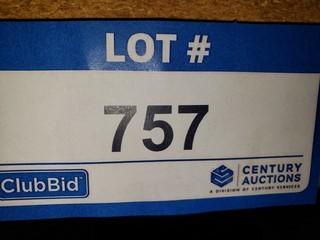 LOT #
757
ClubBid
CENTURY
AUCTIONS
A DIVISION OF CENTURY SERVICES